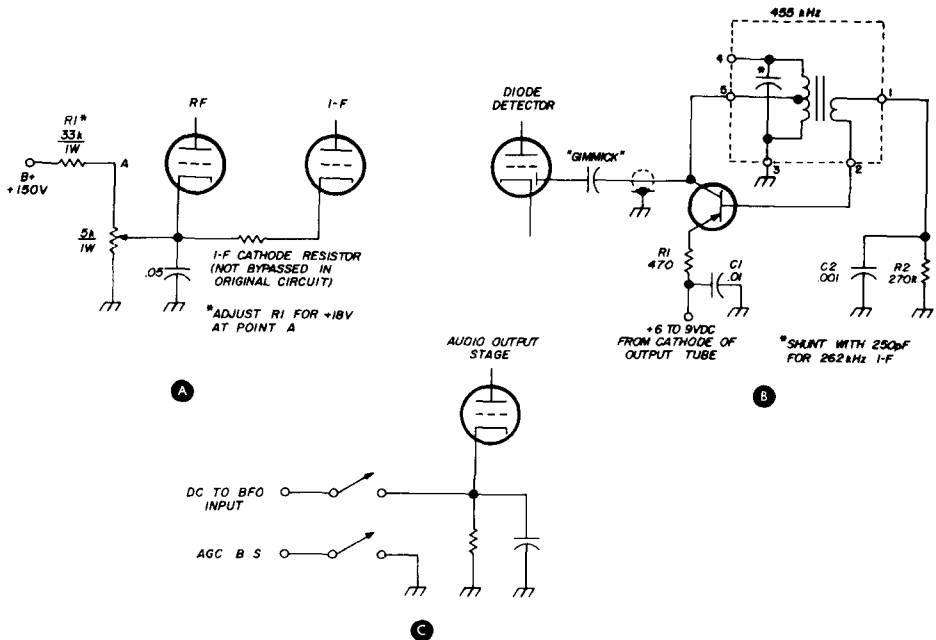 RF
I-F
R1*
33k
1W
A
B+
+150V
5k
1W
.05
I-F CATHODE RESISTOR
(NOT BYPASSED IN
ORIGINAL CIRCUIT)
*ADJUST R1 FOR +18V
AT POINT A
A
455 kHz
4
*
5
1
3
2
DIODE
DETECTOR
"GIMMICK"
R1
470
C1
.01
C2
.001
R2
270k
+6 TO 9VDC
FROM CATHODE OF
OUTPUT TUBE
*SHUNT WITH 250pF
FOR 262kHz I-F
B
AUDIO OUTPUT
STAGE
DC TO BFO
INPUT
AGC B S
C